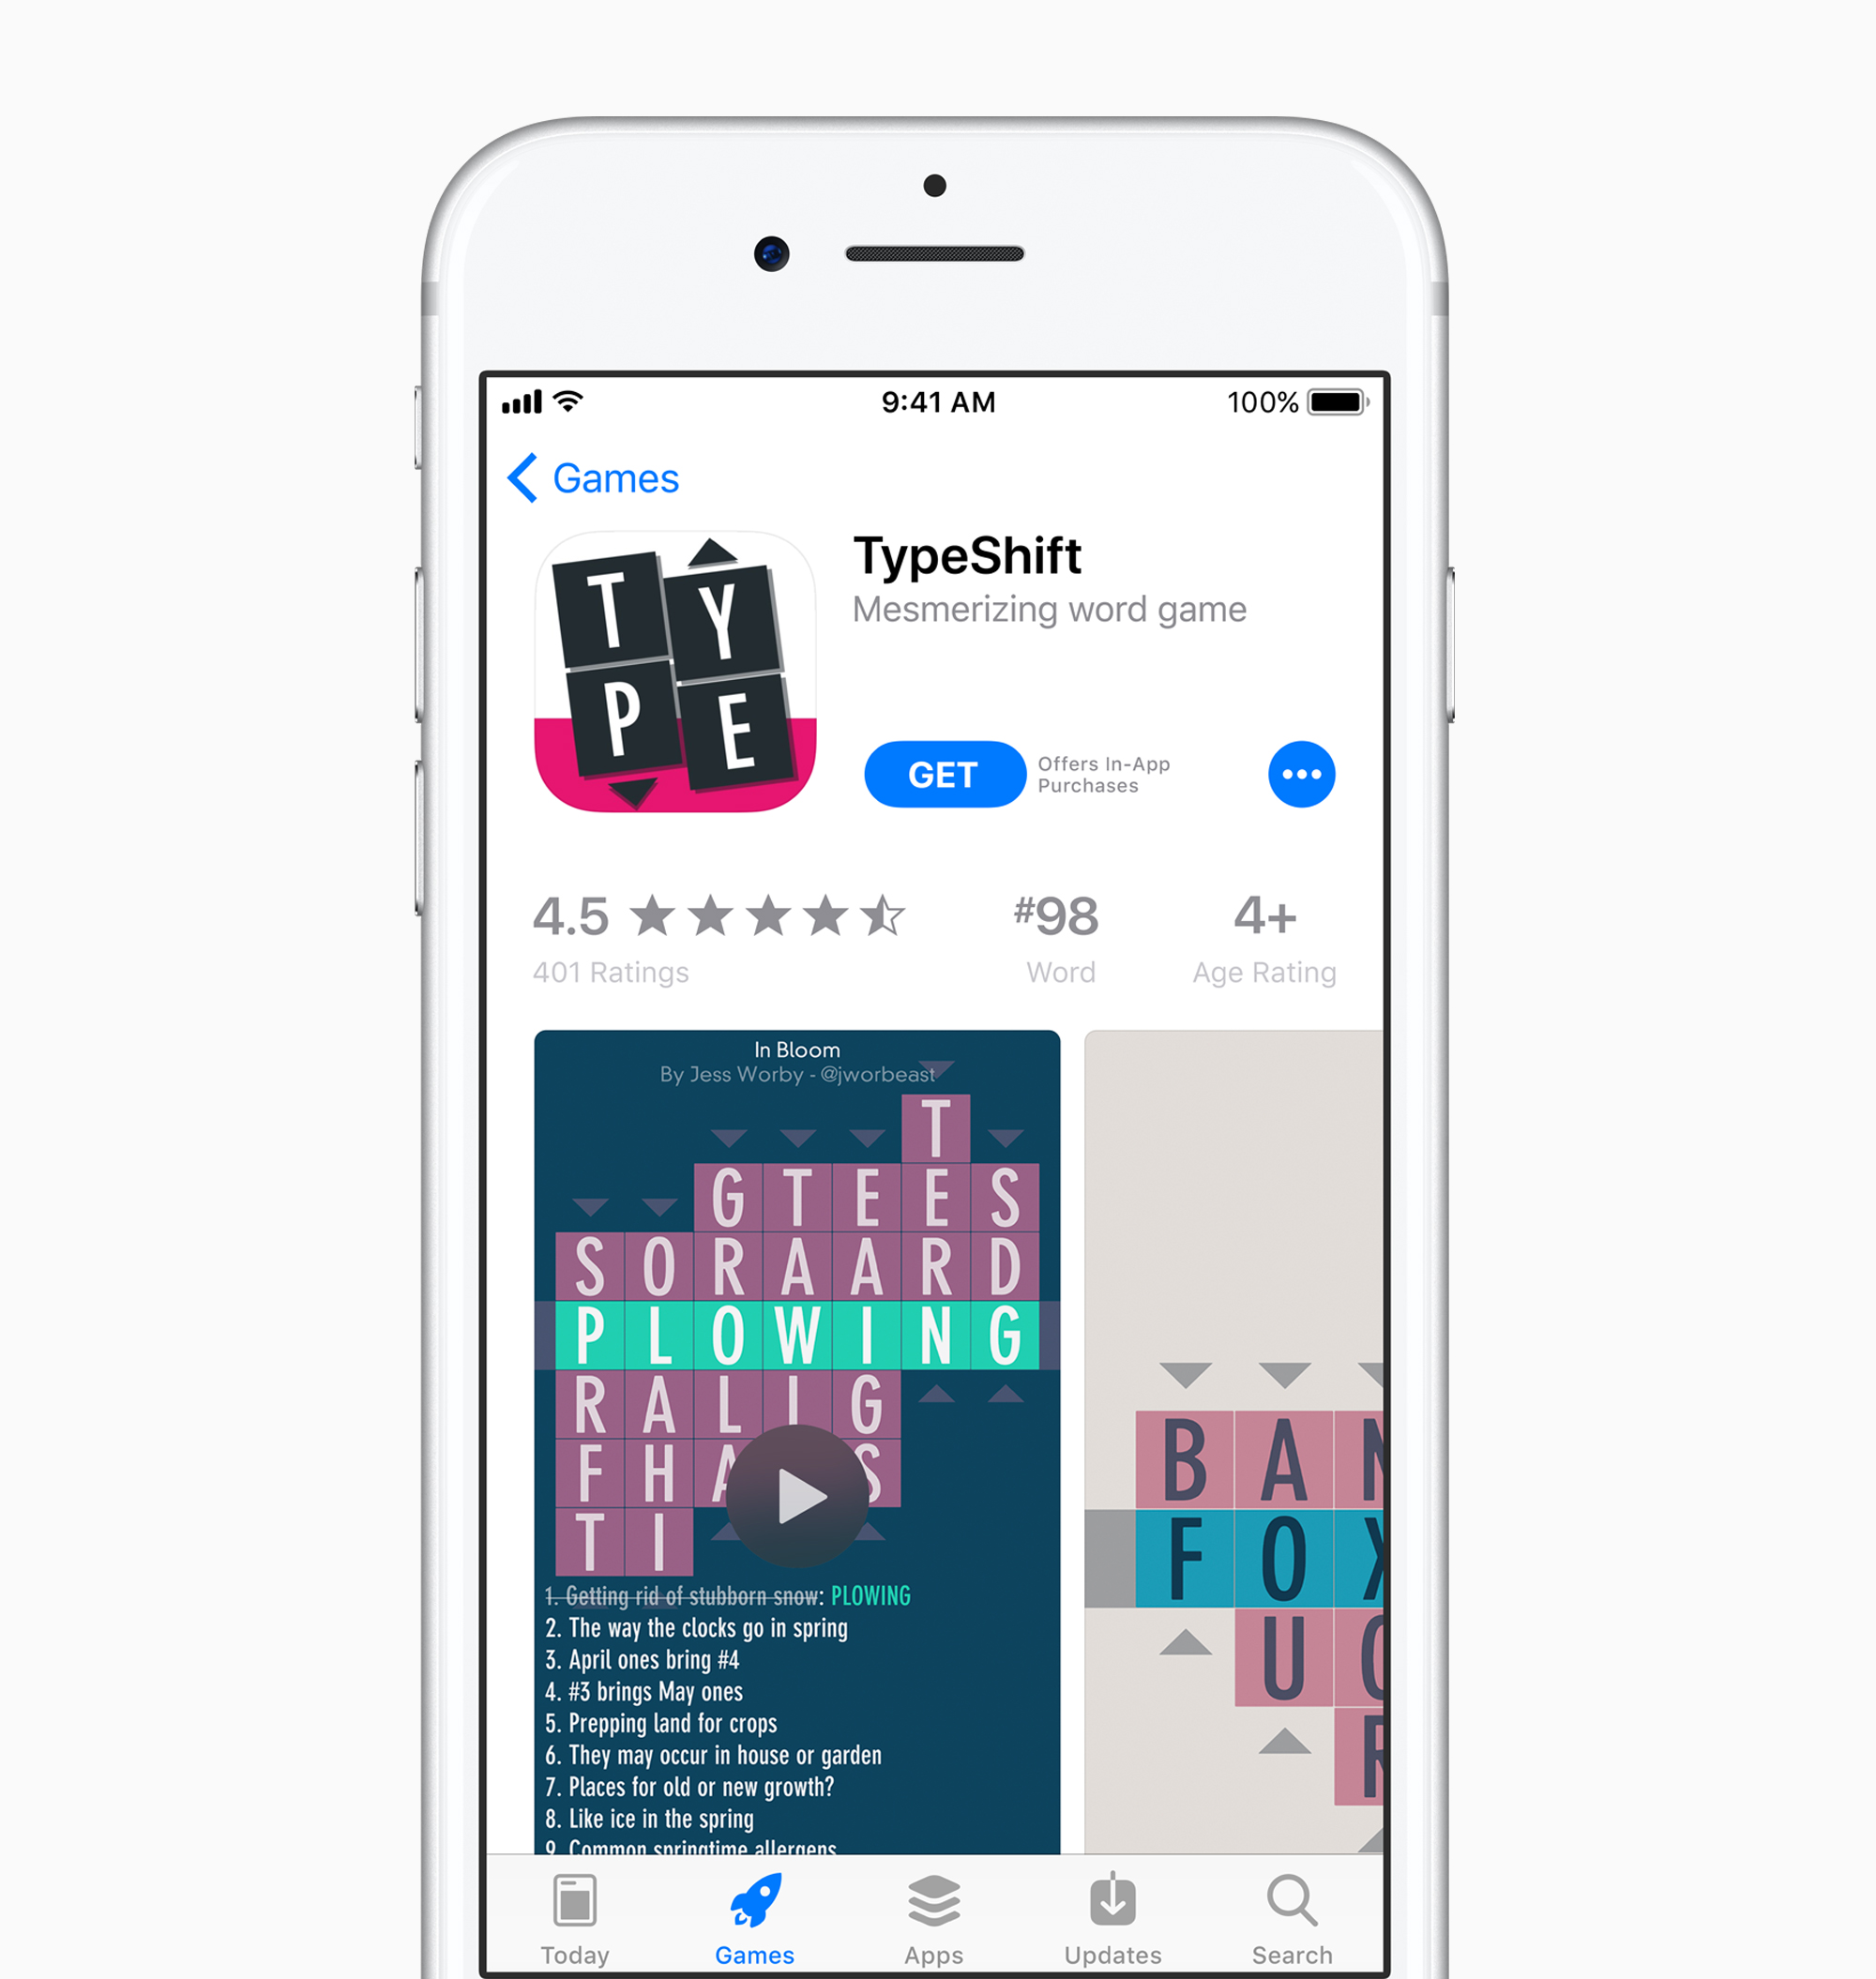 9:41 AM
100%
Games
T Y
P E
TypeShift
Mesmerizing word game
GET
Offers In-App
Purchases
4.5
#98
4+
401 Ratings
Word
Age Rating
In Bloom
By Jess Worby - @jworbeast
T
G T E E S
S O R A A R D
P L O W I N G
R A L I G
F H A S
T I
1. Getting rid of stubborn snow: PLOWING
2. The way the clocks go in spring
3. April ones bring #4
4. #3 brings May ones
5. Prepping land for crops
6. They may occur in house or garden
7. Places for old or new growth?
8. Like ice in the spring
9. Common springtime allergens
B A N
F O X
U
R
Today
Games
Apps
Updates
Search